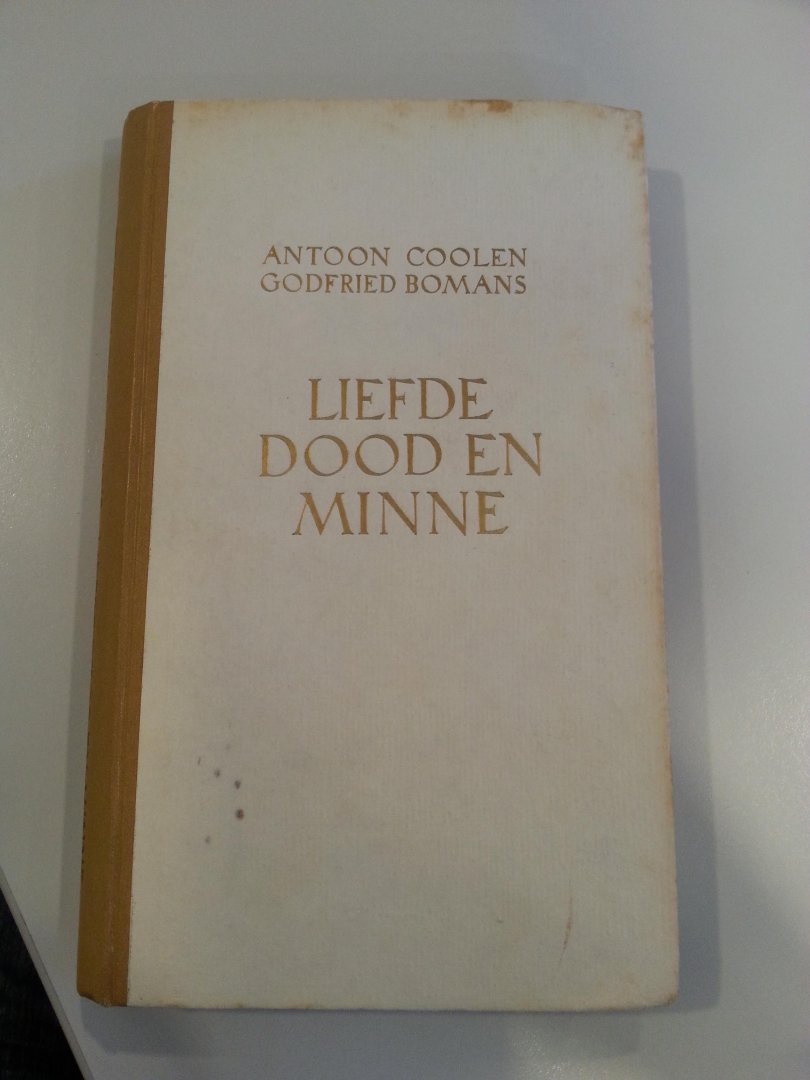 ANTOON COOLEN
GODFRIED BOMANS
LIEFDE
DOOD EN
MINNE